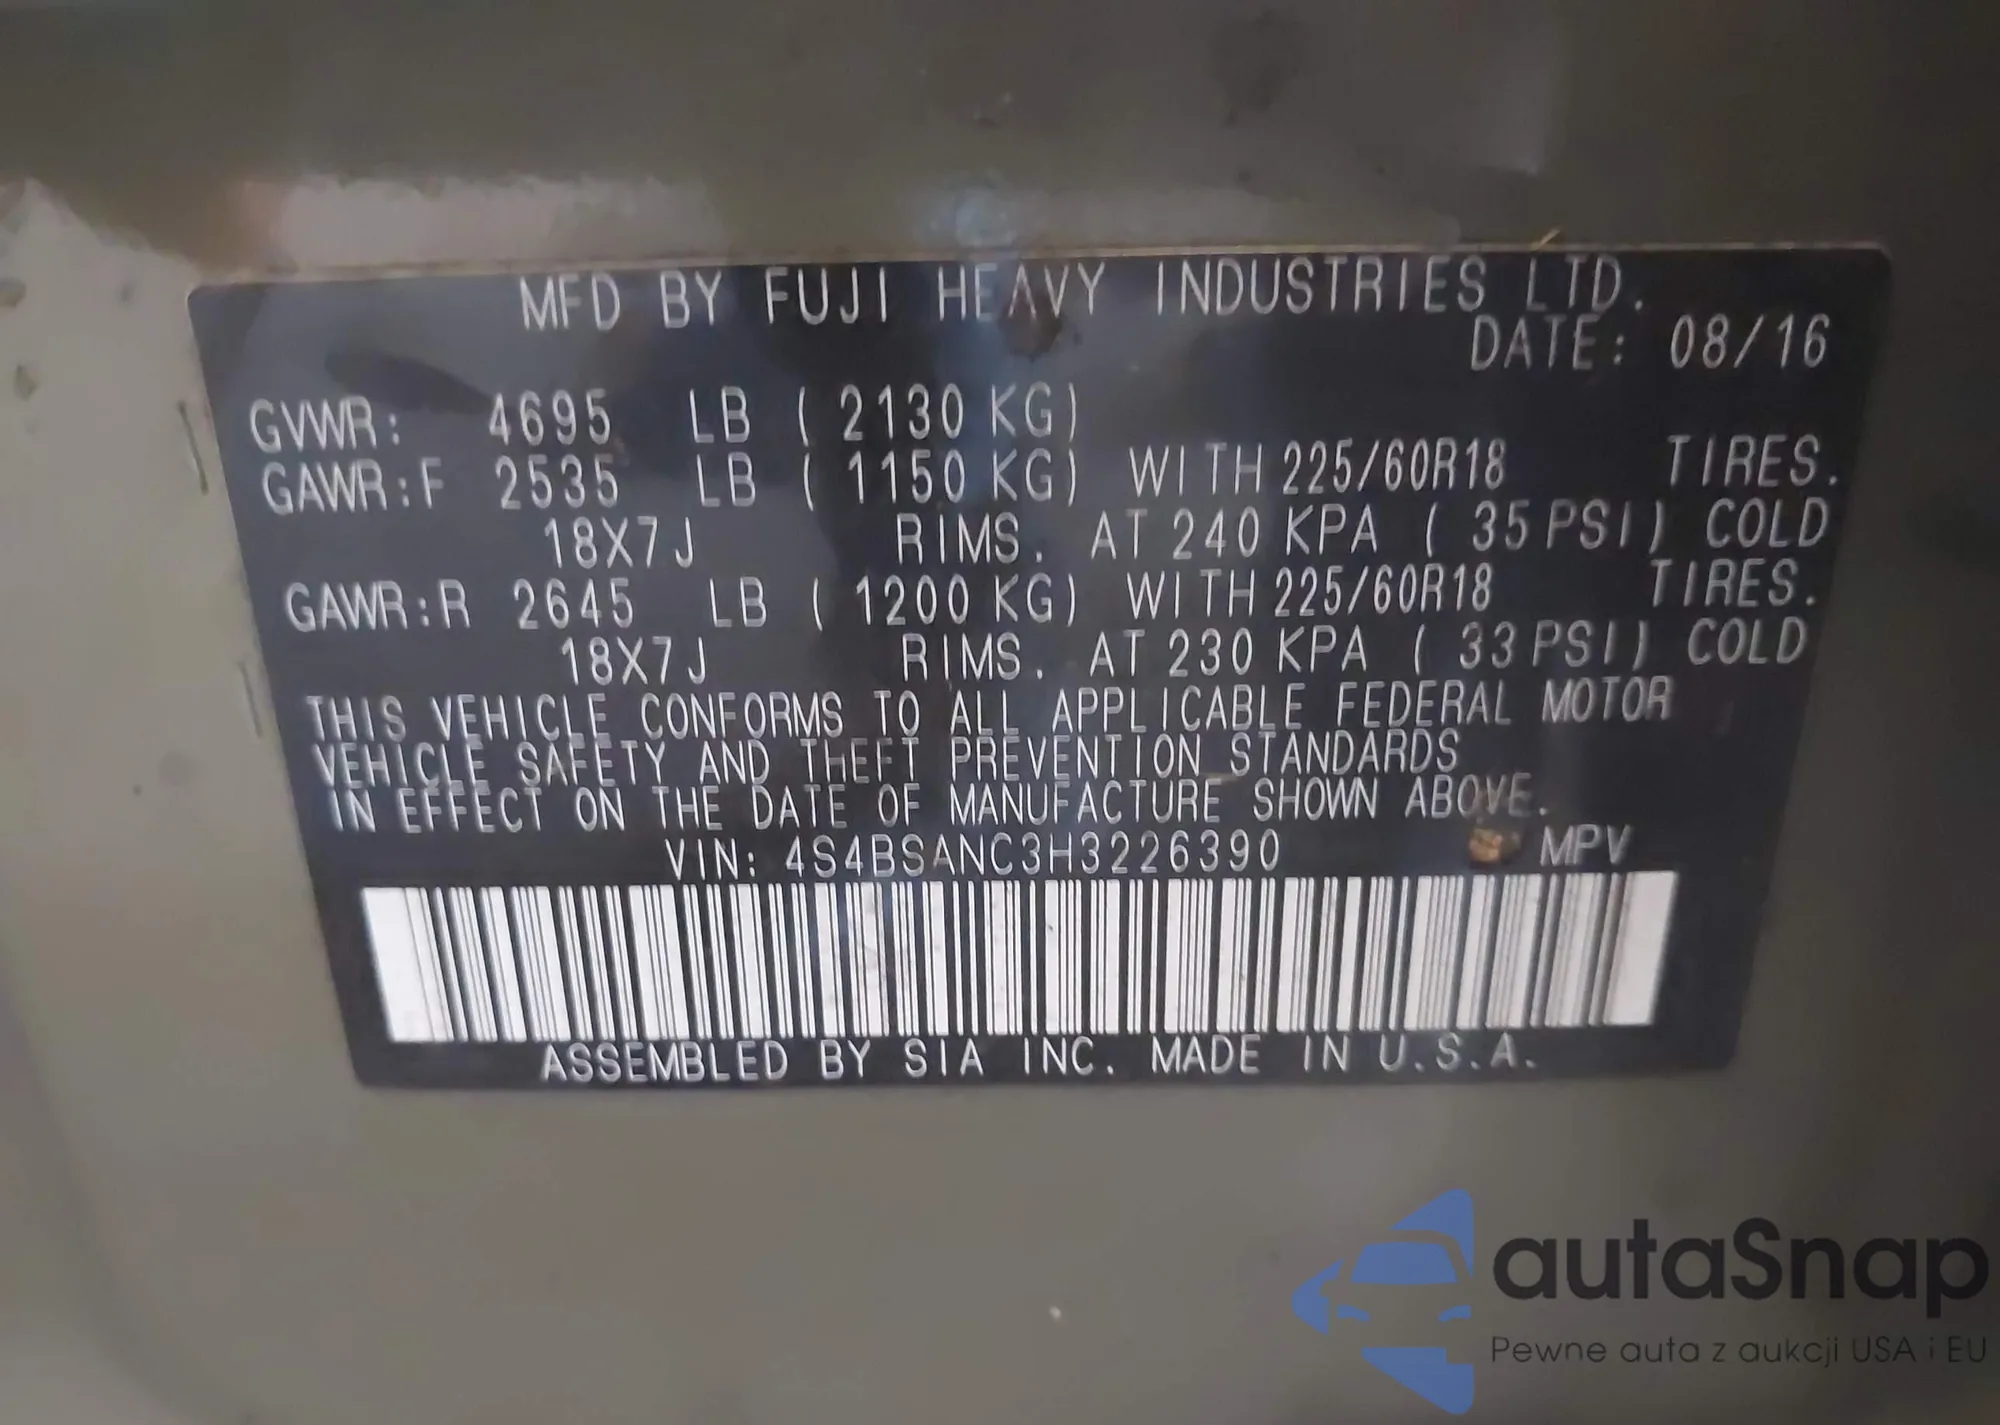 MFD BY FUJI HEAVY INDUSTRIES LTD.
DATE: 08/16
GVWR: 4695 LB ( 2130 KG)
GAWR:F 2535 LB ( 1150 KG) WITH 225/60R18 TIRES.
18X7J RIMS. AT 240 KPA ( 35 PSI) COLD
GAWR:R 2645 LB ( 1200 KG) WITH 225/60R18 TIRES.
18X7J RIMS. AT 230 KPA ( 33 PSI) COLD
THIS VEHICLE CONFORMS TO ALL APPLICABLE FEDERAL MOTOR
VEHICLE SAFETY AND THEFT PREVENTION STANDARDS
IN EFFECT ON THE DATE OF MANUFACTURE SHOWN ABOVE.
VIN: 4S4BSANC3H3226390 MPV
ASSEMBLED BY SIA INC. MADE IN U.S.A.
autaSnap
Pewne auta z aukcji USA i EU